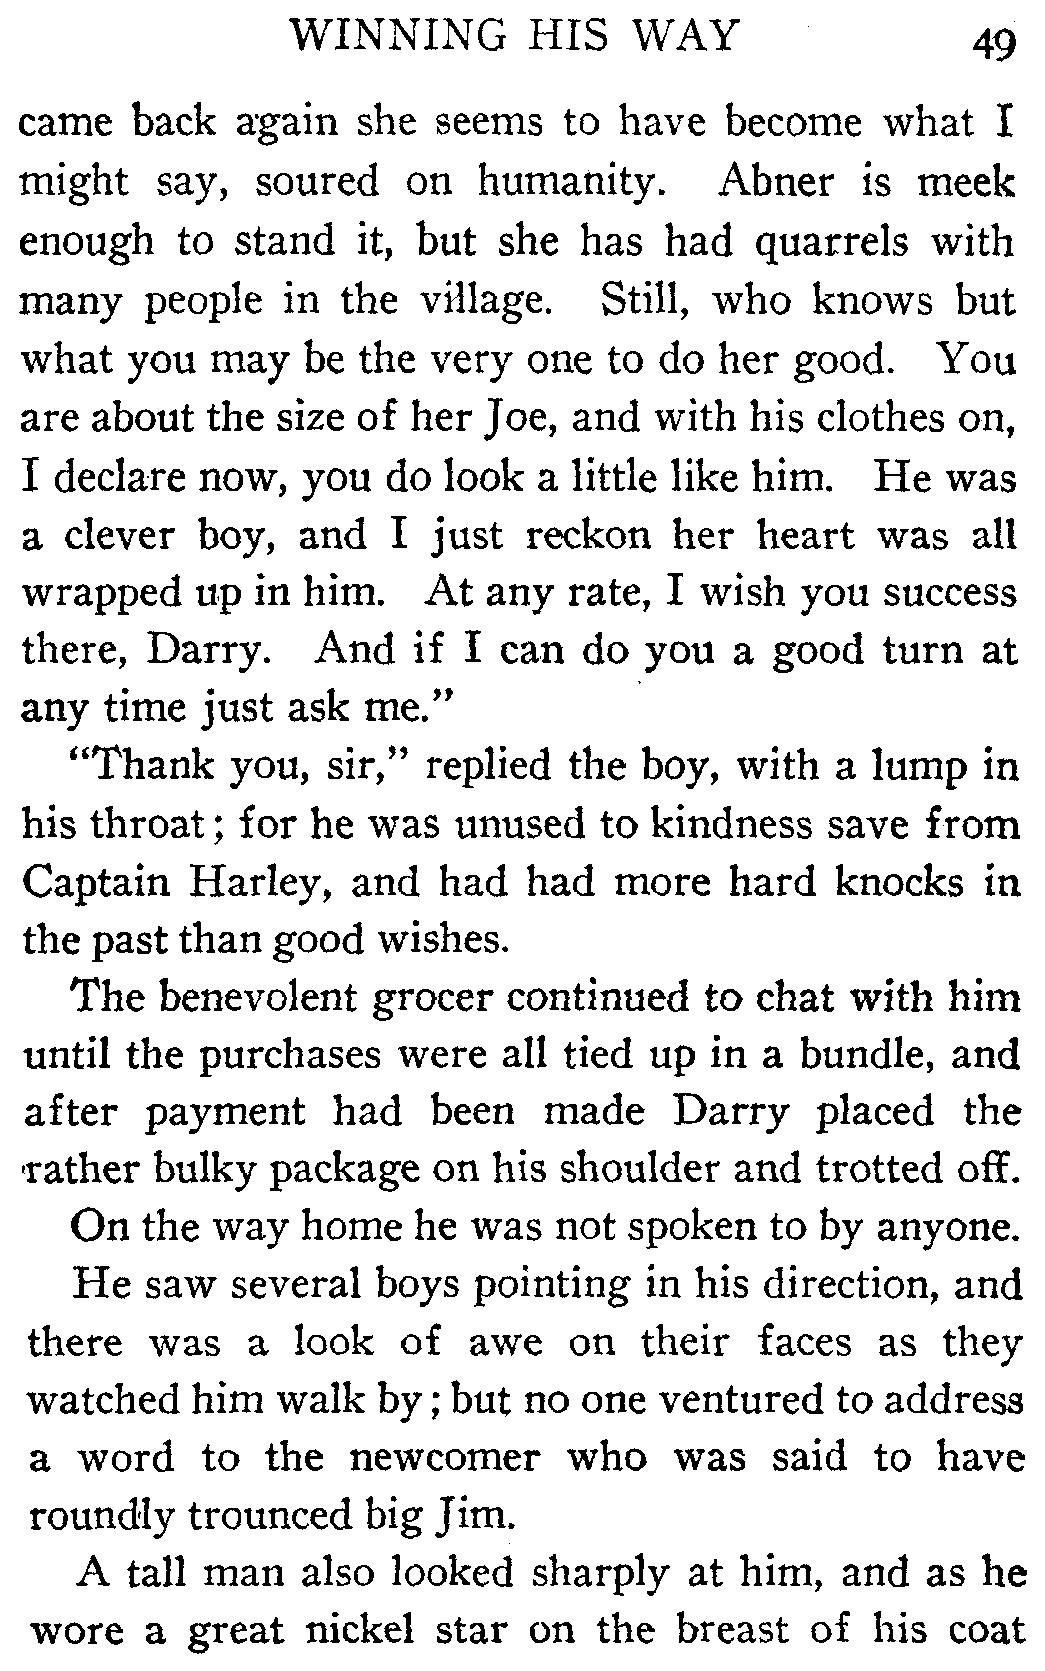 WINNING HIS WAY 49
came back again she seems to have become what I
might say, soured on humanity. Abner is meek
enough to stand it, but she has had quarrels with
many people in the village. Still, who knows but
what you may be the very one to do her good. You
are about the size of her Joe, and with his clothes on,
I declare now, you do look a little like him. He was
a clever boy, and I just reckon her heart was all
wrapped up in him. At any rate, I wish you success
there, Darry. And if I can do you a good turn at
any time just ask me.”
“Thank you, sir,” replied the boy, with a lump in
his throat; for he was unused to kindness save from
Captain Harley, and had had more hard knocks in
the past than good wishes.
The benevolent grocer continued to chat with him
until the purchases were all tied up in a bundle, and
after payment had been made Darry placed the
rather bulky package on his shoulder and trotted off.
On the way home he was not spoken to by anyone.
He saw several boys pointing in his direction, and
there was a look of awe on their faces as they
watched him walk by; but no one ventured to address
a word to the newcomer who was said to have
roundly trounced big Jim.
A tall man also looked sharply at him, and as he
wore a great nickel star on the breast of his coat